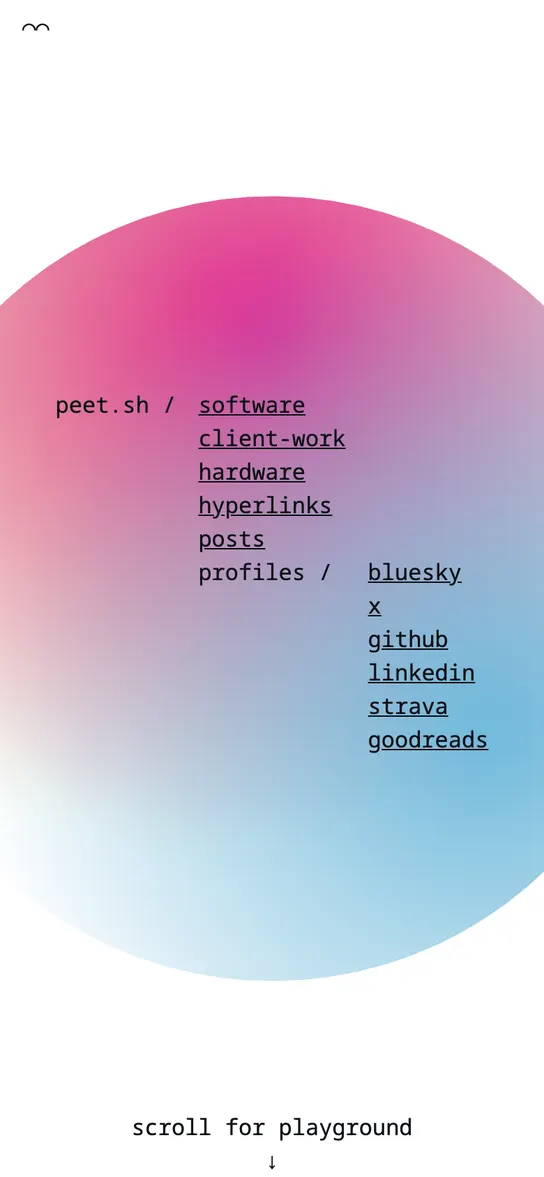 peet.sh / software
client-work
hardware
hyperlinks
posts
profiles / bluesky
x
github
linkedin
strava
goodreads
scroll for playground
↓